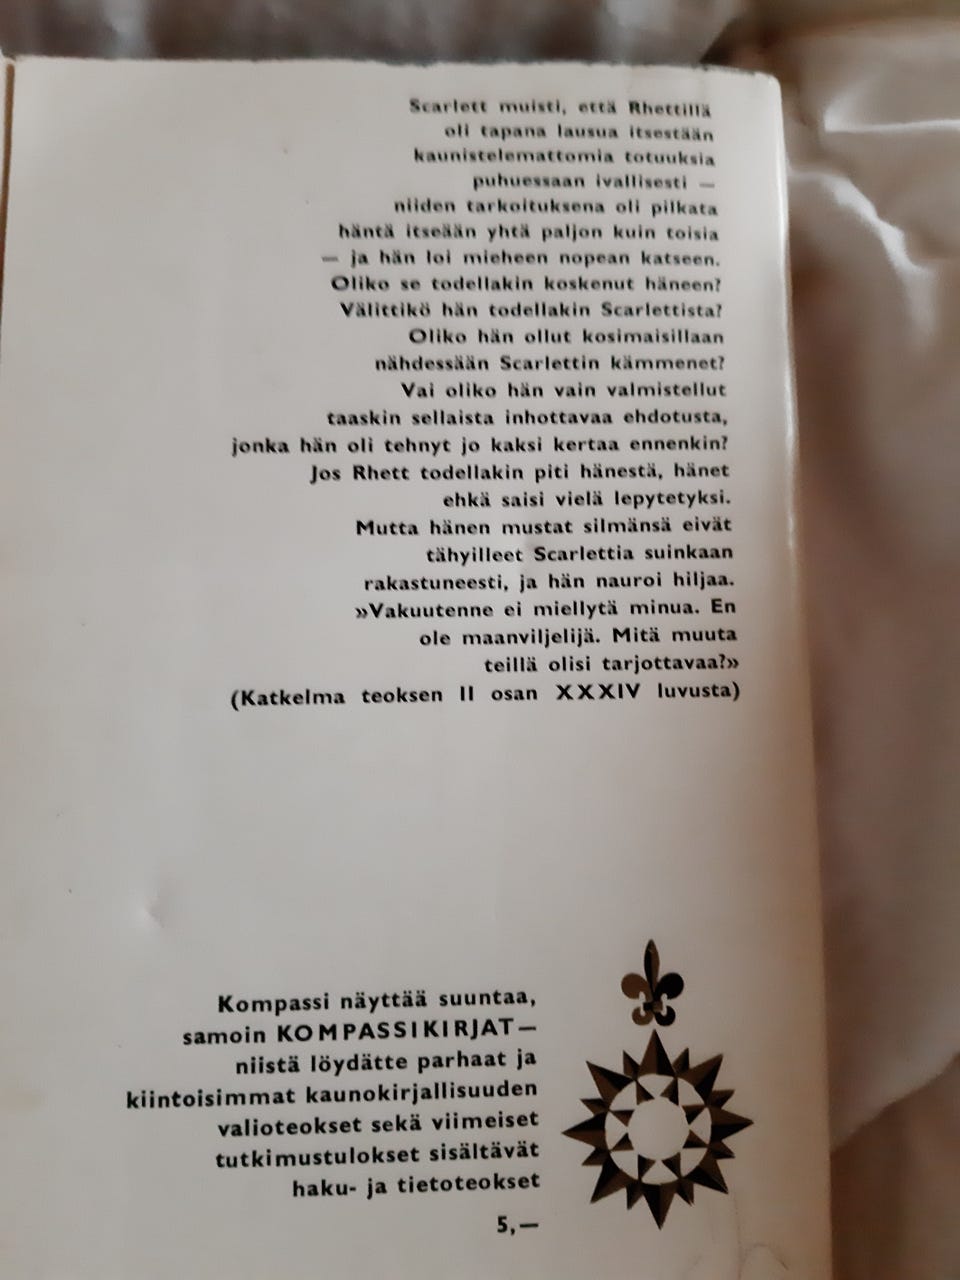 Scarlett muisti, että Rhettillä
oli tapana lausua itsestään
kaunistelemattomia totuuksia
puhuessaan ivallisesti —
niiden tarkoituksena oli pilkata
häntä itseään yhtä paljon kuin toisia
— ja hän loi mieheen nopean katseen.
Oliko se todellakin koskenut häneen?
Välittikö hän todellakin Scarlettista?
Oliko hän ollut kosimaisillaan
nähdessään Scarlettin kämmenet?
Vai oliko hän vain valmistellut
taaskin sellaista inhottavaa ehdotusta,
jonka hän oli tehnyt jo kaksi kertaa ennenkin?
Jos Rhett todellakin piti hänestä, hänet
ehkä saisi vielä lepytetyksi.
Mutta hänen mustat silmänsä eivät
tähyilleet Scarlettia suinkaan
rakastuneesti, ja hän nauroi hiljaa.
»Vakuutenne ei miellytä minua. En
ole maanviljelijä. Mitä muuta
teillä olisi tarjottavaa?»
(Katkelma teoksen II osan XXXIV luvusta)
Kompassi näyttää suuntaa,
samoin KOMPASSIKIRJAT—
niistä löydätte parhaat ja
kiintoisimmat kaunokirjallisuuden
valioteokset sekä viimeiset
tutkimustulokset sisältävät
haku- ja tietoteokset
5,—